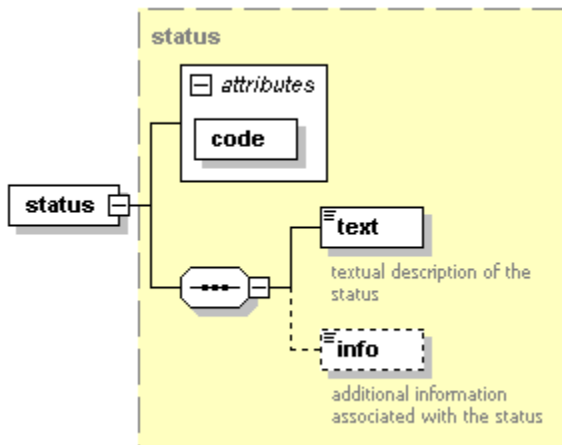 status
attributes
code
status
text
textual description of the
status
info
additional information
associated with the status